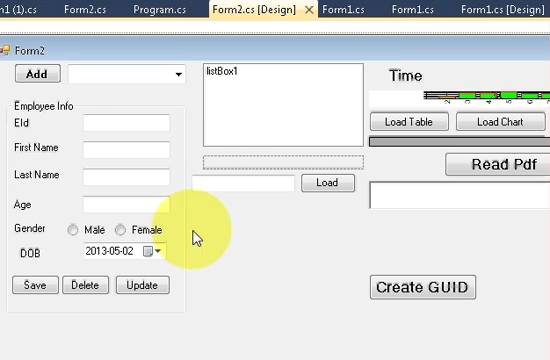 n1 (1).cs Form2.cs Program.cs Form2.cs [Design] × Form1.cs Form1.cs Form1.cs [Design]
Form2
Add
listBox1
Time
Employee Info
EId
Load Table Load Chart
First Name
Read Pdf
Last Name
Load
Age
Gender Male Female
DOB 2013-05-02
Save Delete Update
Create GUID